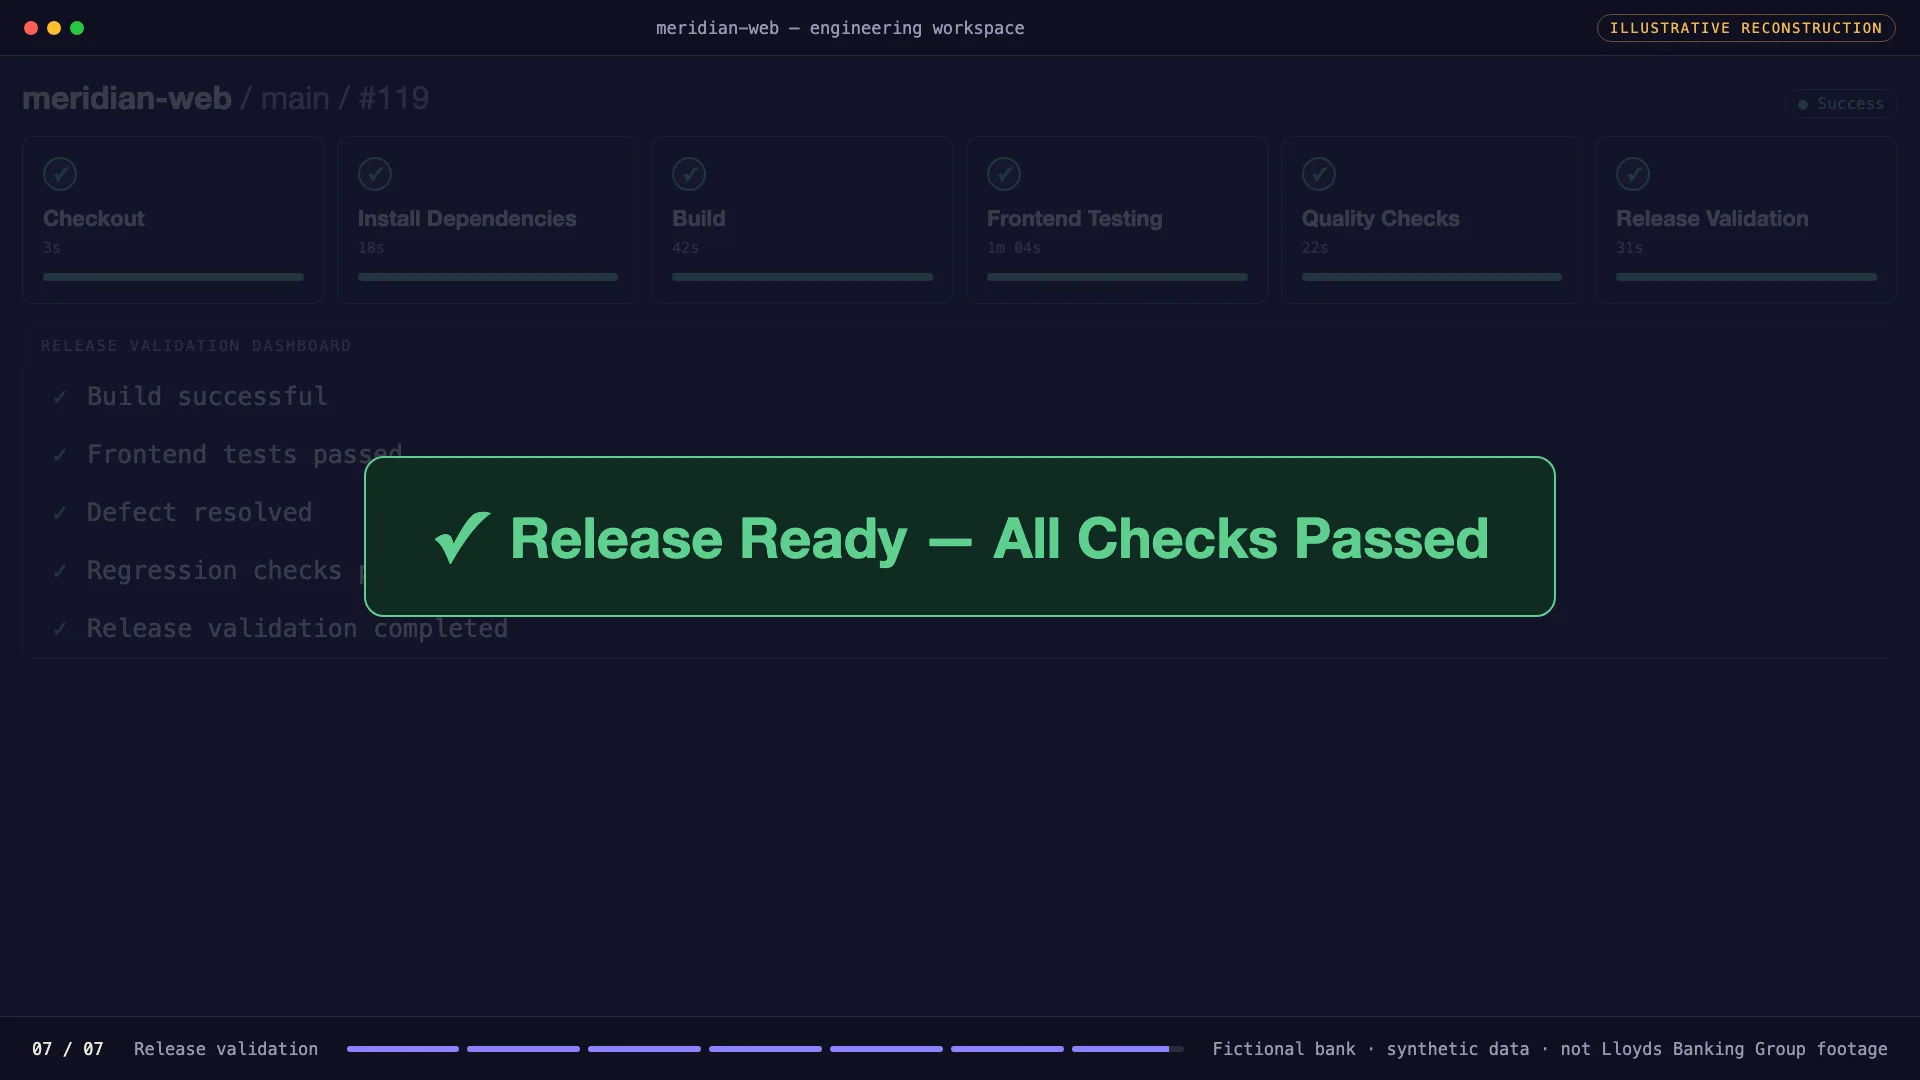 meridian-web — engineering workspace
ILLUSTRATIVE RECONSTRUCTION
meridian-web / main / #119
Success
Checkout
3s
Install Dependencies
18s
Build
42s
Frontend Testing
1m 04s
Quality Checks
22s
Release Validation
31s
RELEASE VALIDATION DASHBOARD
✓ Build successful
✓ Frontend tests passed
✓ Defect resolved
✓ Regression checks
✓ Release validation completed
✓ Release Ready — All Checks Passed
07 / 07
Release validation
Fictional bank · synthetic data · not Lloyds Banking Group footage